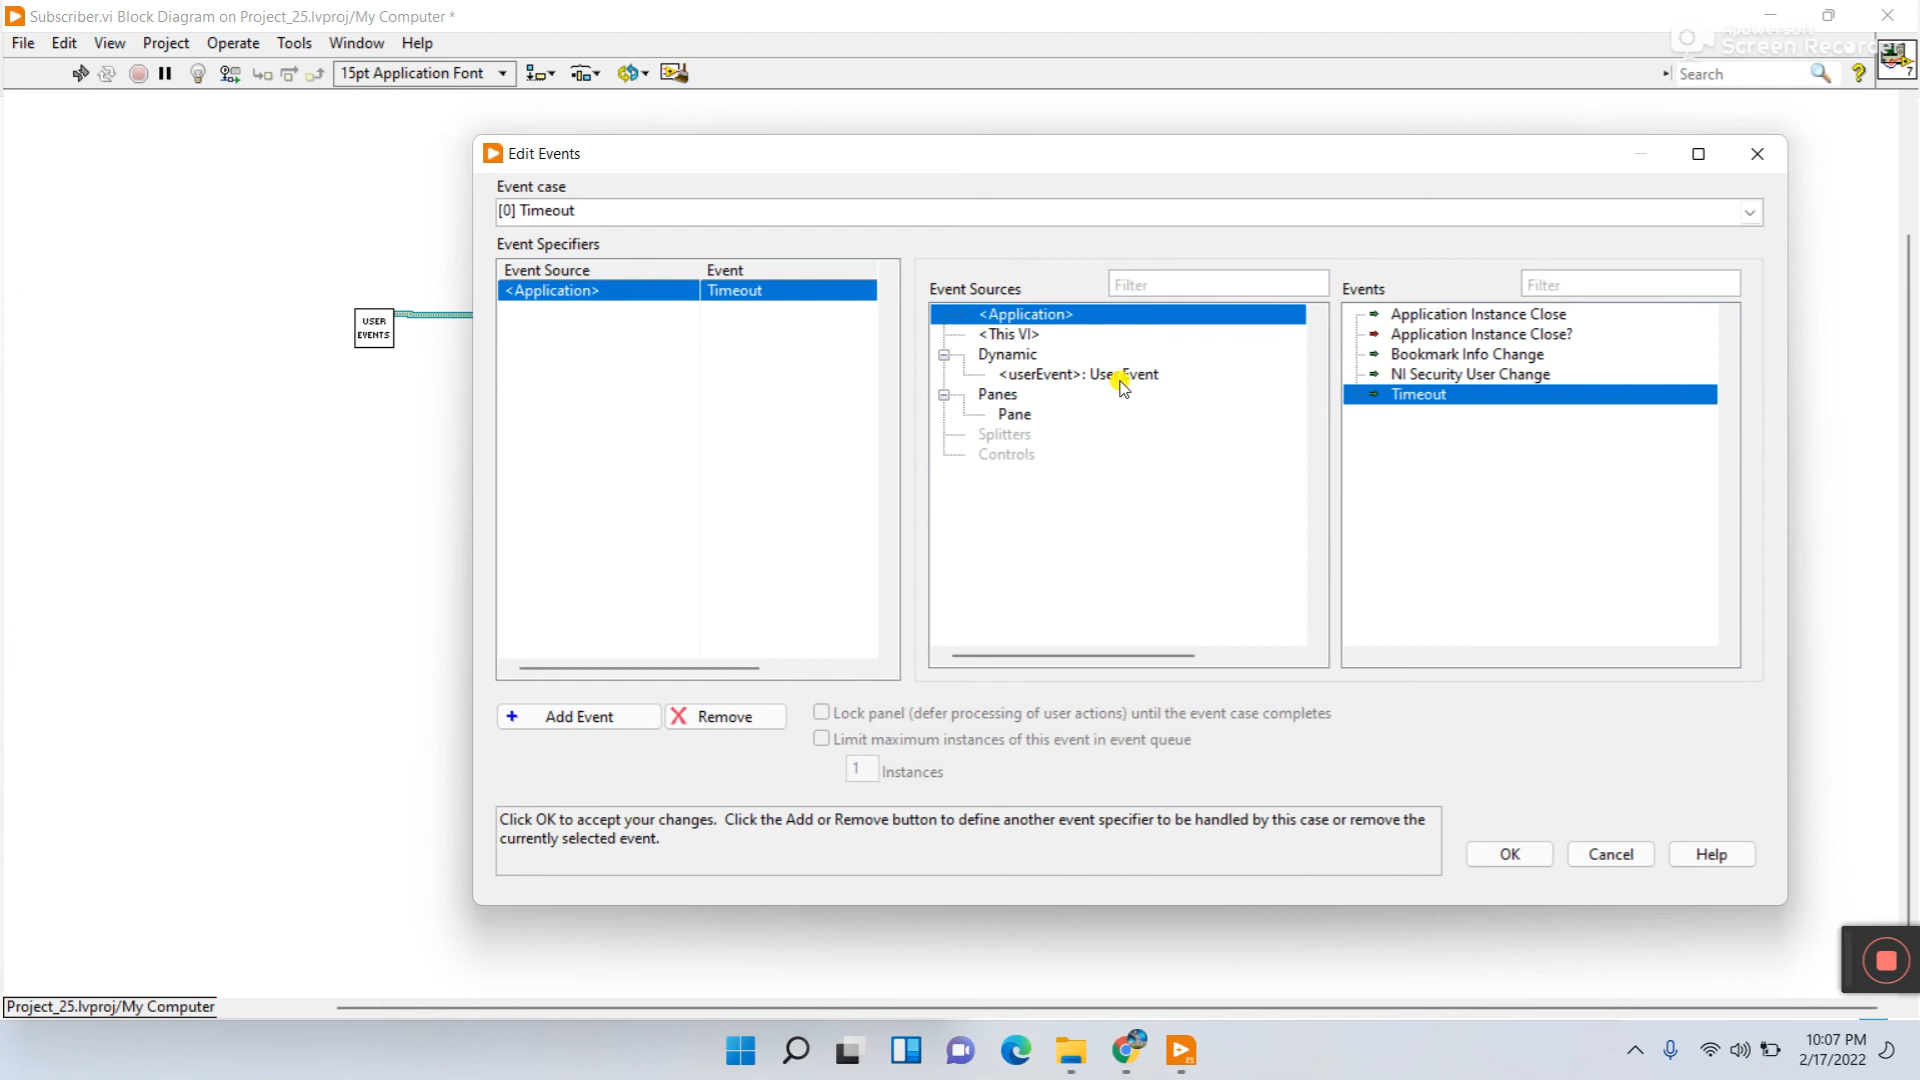 Subscriber.vi Block Diagram on Project_25.lvproj/My Computer *
File Edit View Project Operate Tools Window Help
15pt Application Font
Search
7
Screen Recorder
USER
EVENTS
Edit Events
Event case
[0] Timeout
Event Specifiers
Event Source Event
<Application> Timeout
Event Sources
Filter
<Application>
<This VI>
Dynamic
<userEvent>: UserEvent
Panes
Pane
Splitters
Controls
Events
Filter
Application Instance Close
Application Instance Close?
Bookmark Info Change
NI Security User Change
Timeout
Add Event
Remove
Lock panel (defer processing of user actions) until the event case completes
Limit maximum instances of this event in event queue
1 Instances
Click OK to accept your changes. Click the Add or Remove button to define another event specifier to be handled by this case or remove the
currently selected event.
OK Cancel Help
Project_25.lvproj/My Computer
10:07 PM
2/17/2022